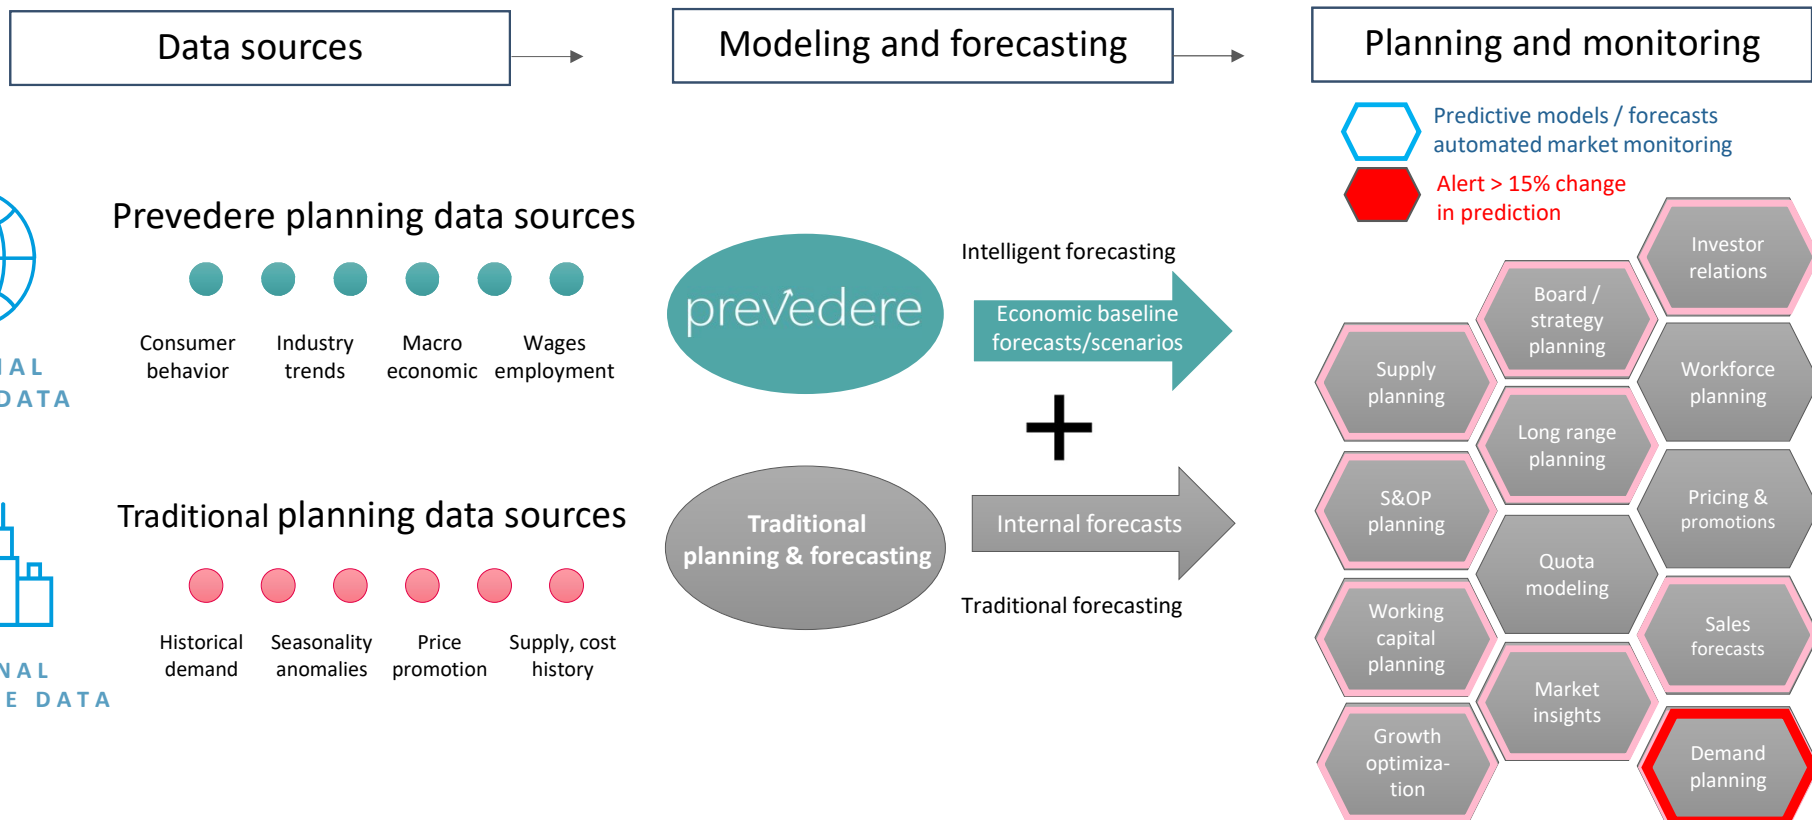 Data sources
Modeling and forecasting
Planning and monitoring
Predictive models / forecasts
automated market monitoring
Alert > 15% change
in prediction
Prevedere planning data sources
Consumer
behavior
Industry
trends
Macro
economic
Wages
employment
NAL
DATA
prevedere
Intelligent forecasting
Economic baseline
forecasts/scenarios
+
Traditional planning data sources
Historical
demand
Seasonality
anomalies
Price
promotion
Supply, cost
history
NAL
E DATA
Traditional
planning & forecasting
Internal forecasts
Traditional forecasting
Investor
relations
Board /
strategy
planning
Supply
planning
Workforce
planning
Long range
planning
S&OP
planning
Pricing &
promotions
Quota
modeling
Working
capital
planning
Sales
forecasts
Market
insights
Growth
optimiza-
tion
Demand
planning